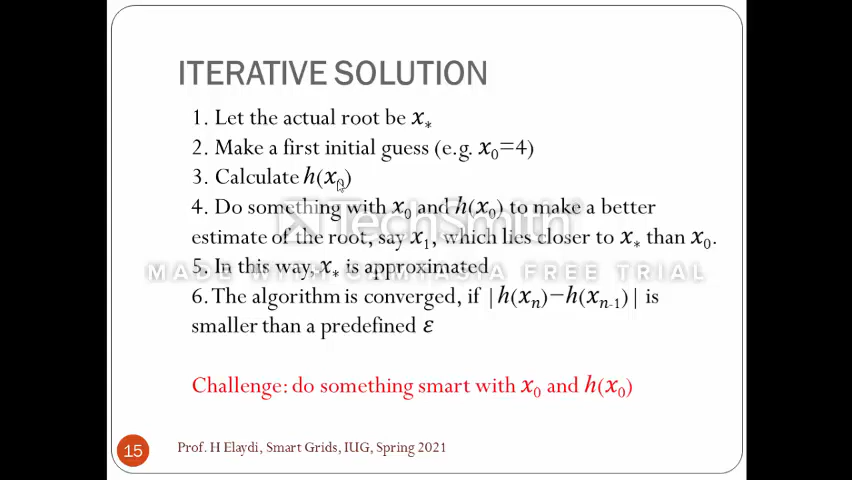 ITERATIVE SOLUTION
1. Let the actual root be x*
2. Make a first initial guess (e.g. x0=4)
3. Calculate h(x0)
4. Do something with x0 and h(x0) to make a better
estimate of the root, say x1, which lies closer to x* than x0.
TechSmith
5. In this way, x* is approximated
MADE WITH CAMTASIA FREE TRIAL
6. The algorithm is converged, if |h(xn)−h(xn-1)| is
smaller than a predefined ε
Challenge: do something smart with x0 and h(x0)
15 Prof. H Elaydi, Smart Grids, IUG, Spring 2021